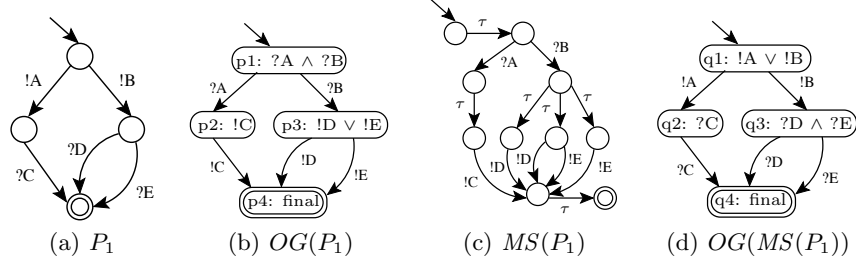 !A !B
?C ?D ?E
(a) P₁
p1: ?A ∧ ?B
?A ?B
p2: !C p3: !D ∨ !E
!C !D !E
p4: final
(b) OG(P₁)
τ
?A ?B
τ τ τ τ
!C !D !D !E !E
τ
(c) MS(P₁)
q1: !A ∨ !B
!A !B
q2: ?C q3: ?D ∧ ?E
?C ?D ?E
q4: final
(d) OG(MS(P₁))